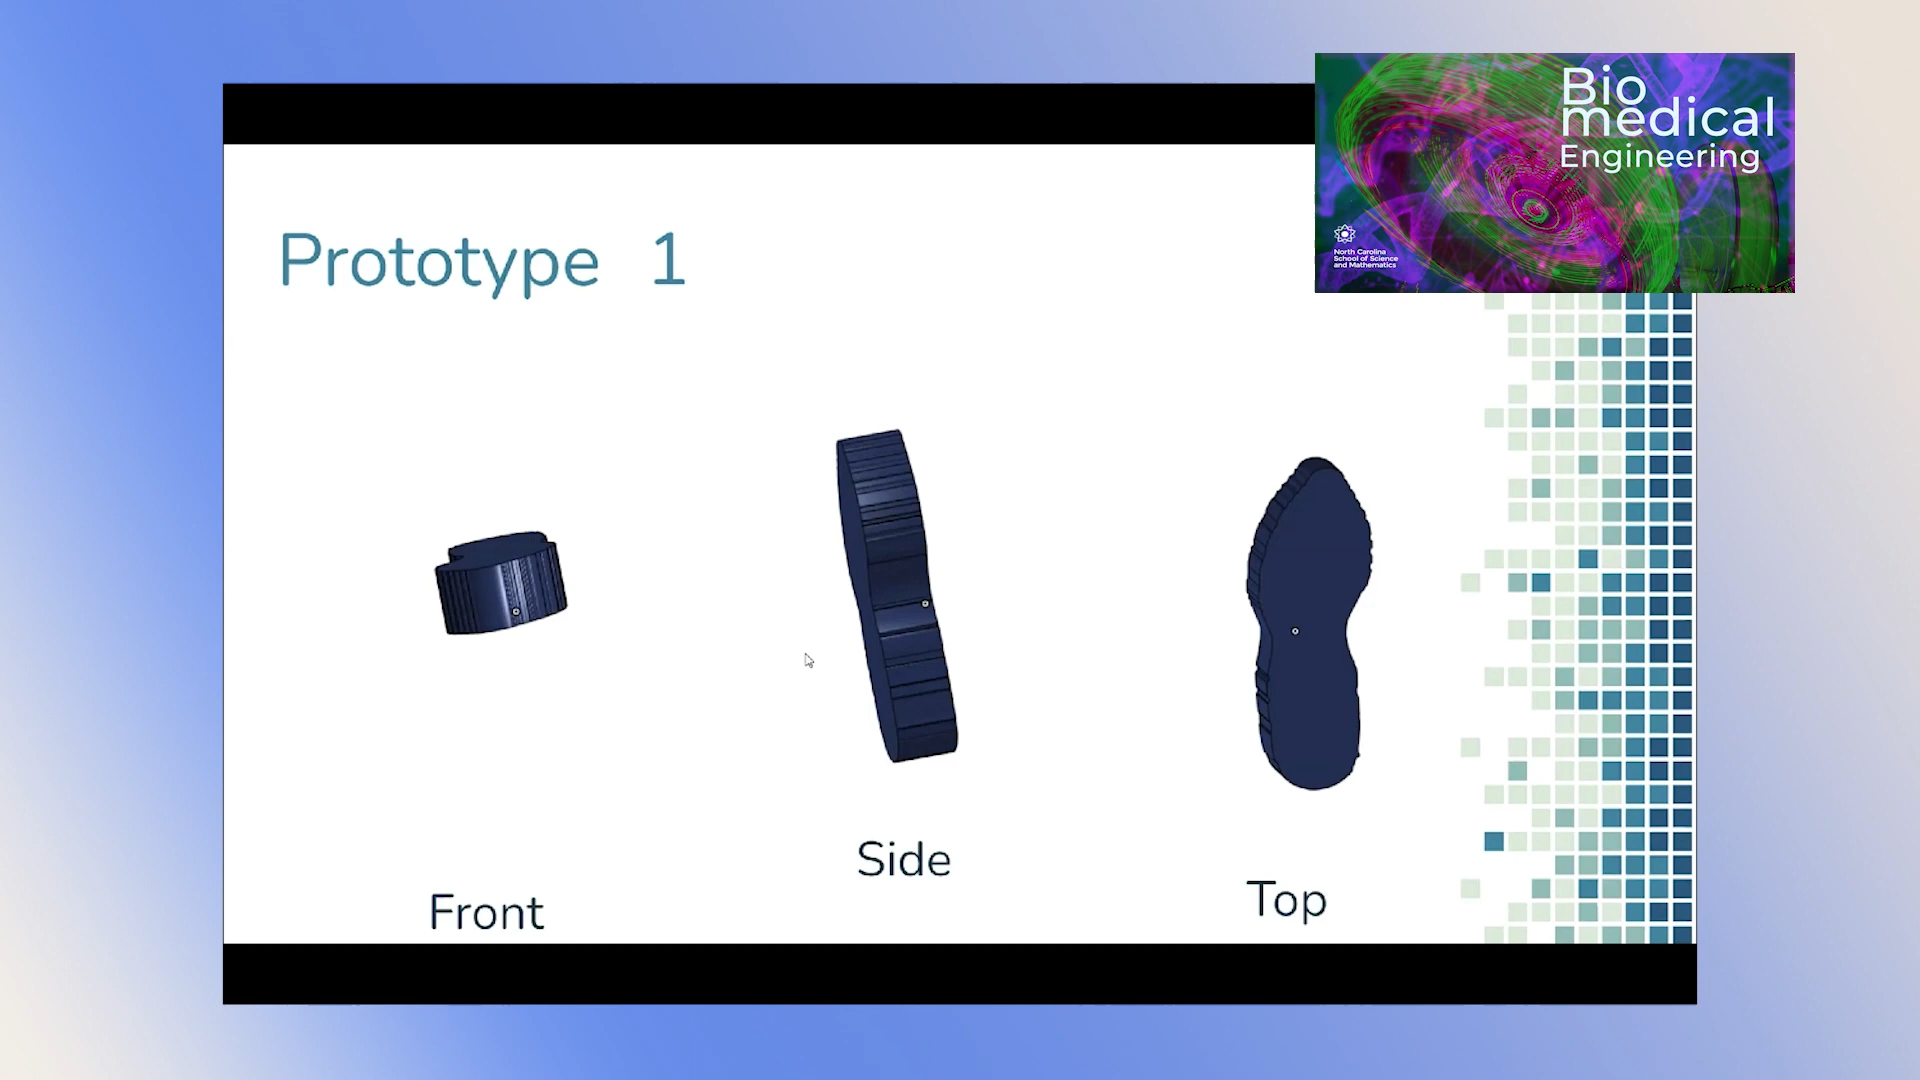 Bio
medical
Engineering
North Carolina
School of Science
and Mathematics
Prototype 1
Front
Side
Top